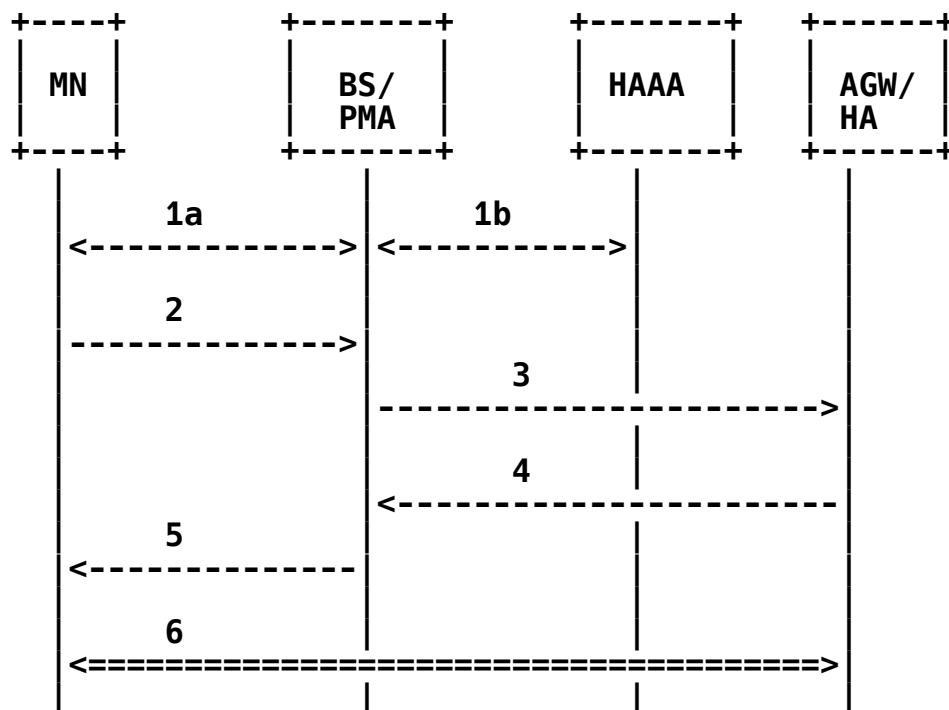 +----+ +-------+ +-------+ +-------+
| MN | | BS/ | | HAAA | | AGW/ |
| | | PMA | | | | HA |
+----+ +-------+ +-------+ +-------+
1a 1b
<-------------> <----------->
2
-------------->
3
----------------------->
4
<-----------------------
5
<--------------
6
<======================================>